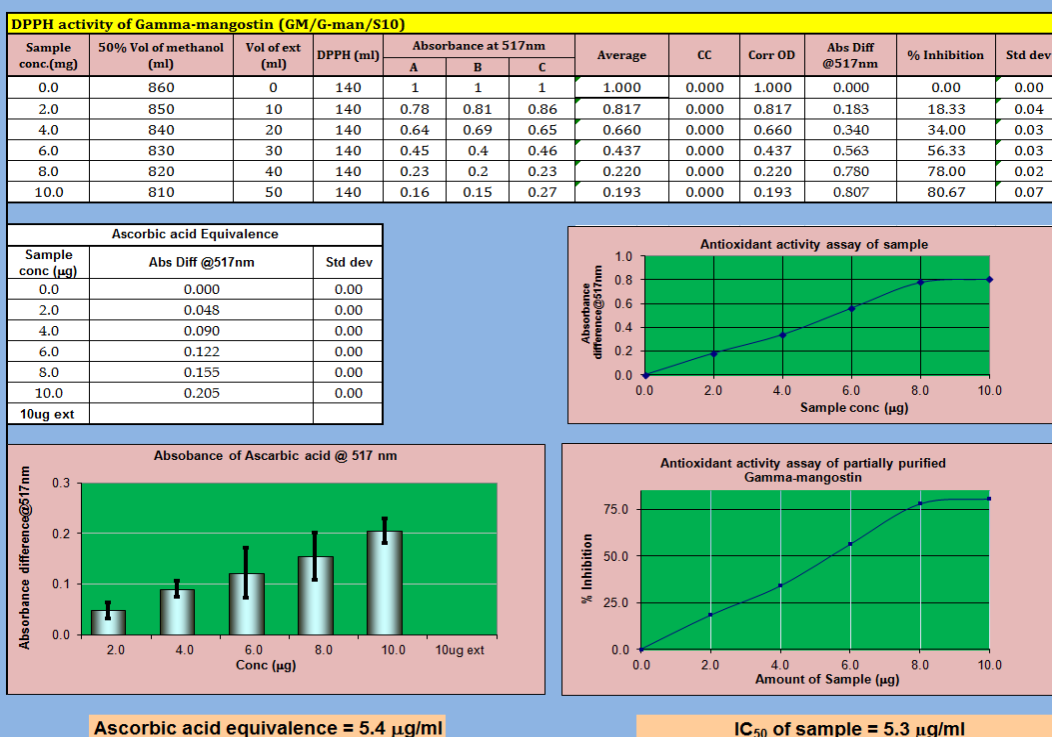 DPPH activity of Gamma-mangostin (GM/G-man/S10)
Sample conc.(mg) 50% Vol of methanol (ml) Vol of ext (ml) DPPH (ml) Absorbance at 517nm Average CC Corr OD Abs Diff @517nm % Inhibition Std dev
A B C
0.0 860 0 140 1 1 1 1.000 0.000 1.000 0.000 0.00 0.00
2.0 850 10 140 0.78 0.81 0.86 0.817 0.000 0.817 0.183 18.33 0.04
4.0 840 20 140 0.64 0.69 0.65 0.660 0.000 0.660 0.340 34.00 0.03
6.0 830 30 140 0.45 0.4 0.46 0.437 0.000 0.437 0.563 56.33 0.03
8.0 820 40 140 0.23 0.2 0.23 0.220 0.000 0.220 0.780 78.00 0.02
10.0 810 50 140 0.16 0.15 0.27 0.193 0.000 0.193 0.807 80.67 0.07
Ascorbic acid Equivalence
Sample conc (µg) Abs Diff @517nm Std dev
0.0 0.000 0.00
2.0 0.048 0.00
4.0 0.090 0.00
6.0 0.122 0.00
8.0 0.155 0.00
10.0 0.205 0.00
10ug ext
Antioxidant activity assay of sample
Absorbance
difference@517nm
1.0
0.8
0.6
0.4
0.2
0.0
0.0 2.0 4.0 6.0 8.0 10.0
Sample conc (µg)
Absobance of Ascarbic acid @ 517 nm
Absorbance difference@517nm
0.3
0.2
0.1
0.0
2.0 4.0 6.0 8.0 10.0 10ug ext
Conc (µg)
Antioxidant activity assay of partially purified
Gamma-mangostin
% Inhibition
75.0
50.0
25.0
0.0
0.0 2.0 4.0 6.0 8.0 10.0
Amount of Sample (µg)
Ascorbic acid equivalence = 5.4 µg/ml
IC50 of sample = 5.3 µg/ml